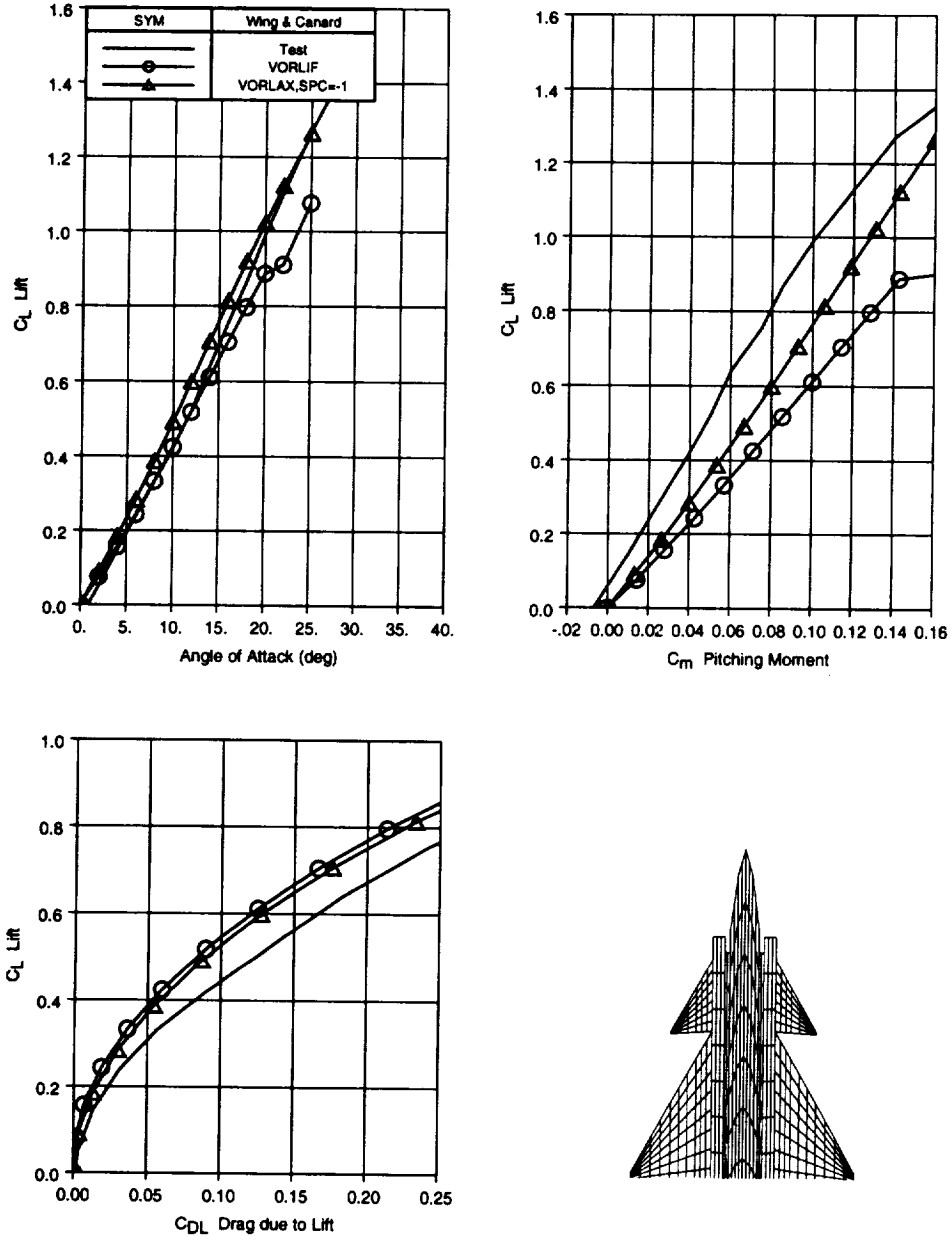 SYM Wing & Canard
Test
VORLIF
VORLAX,SPC=-1
1.6
1.4
1.2
1.0
0.8
0.6
0.4
0.2
0.0
CL Lift
0. 5. 10. 15. 20. 25. 30. 35. 40.
Angle of Attack (deg)
1.6
1.4
1.2
1.0
0.8
0.6
0.4
0.2
0.0
CL Lift
-.02 0.00 0.02 0.04 0.06 0.08 0.10 0.12 0.14 0.16
Cm Pitching Moment
1.0
0.8
0.6
0.4
0.2
0.0
CL Lift
0.00 0.05 0.10 0.15 0.20 0.25
CDL Drag due to Lift